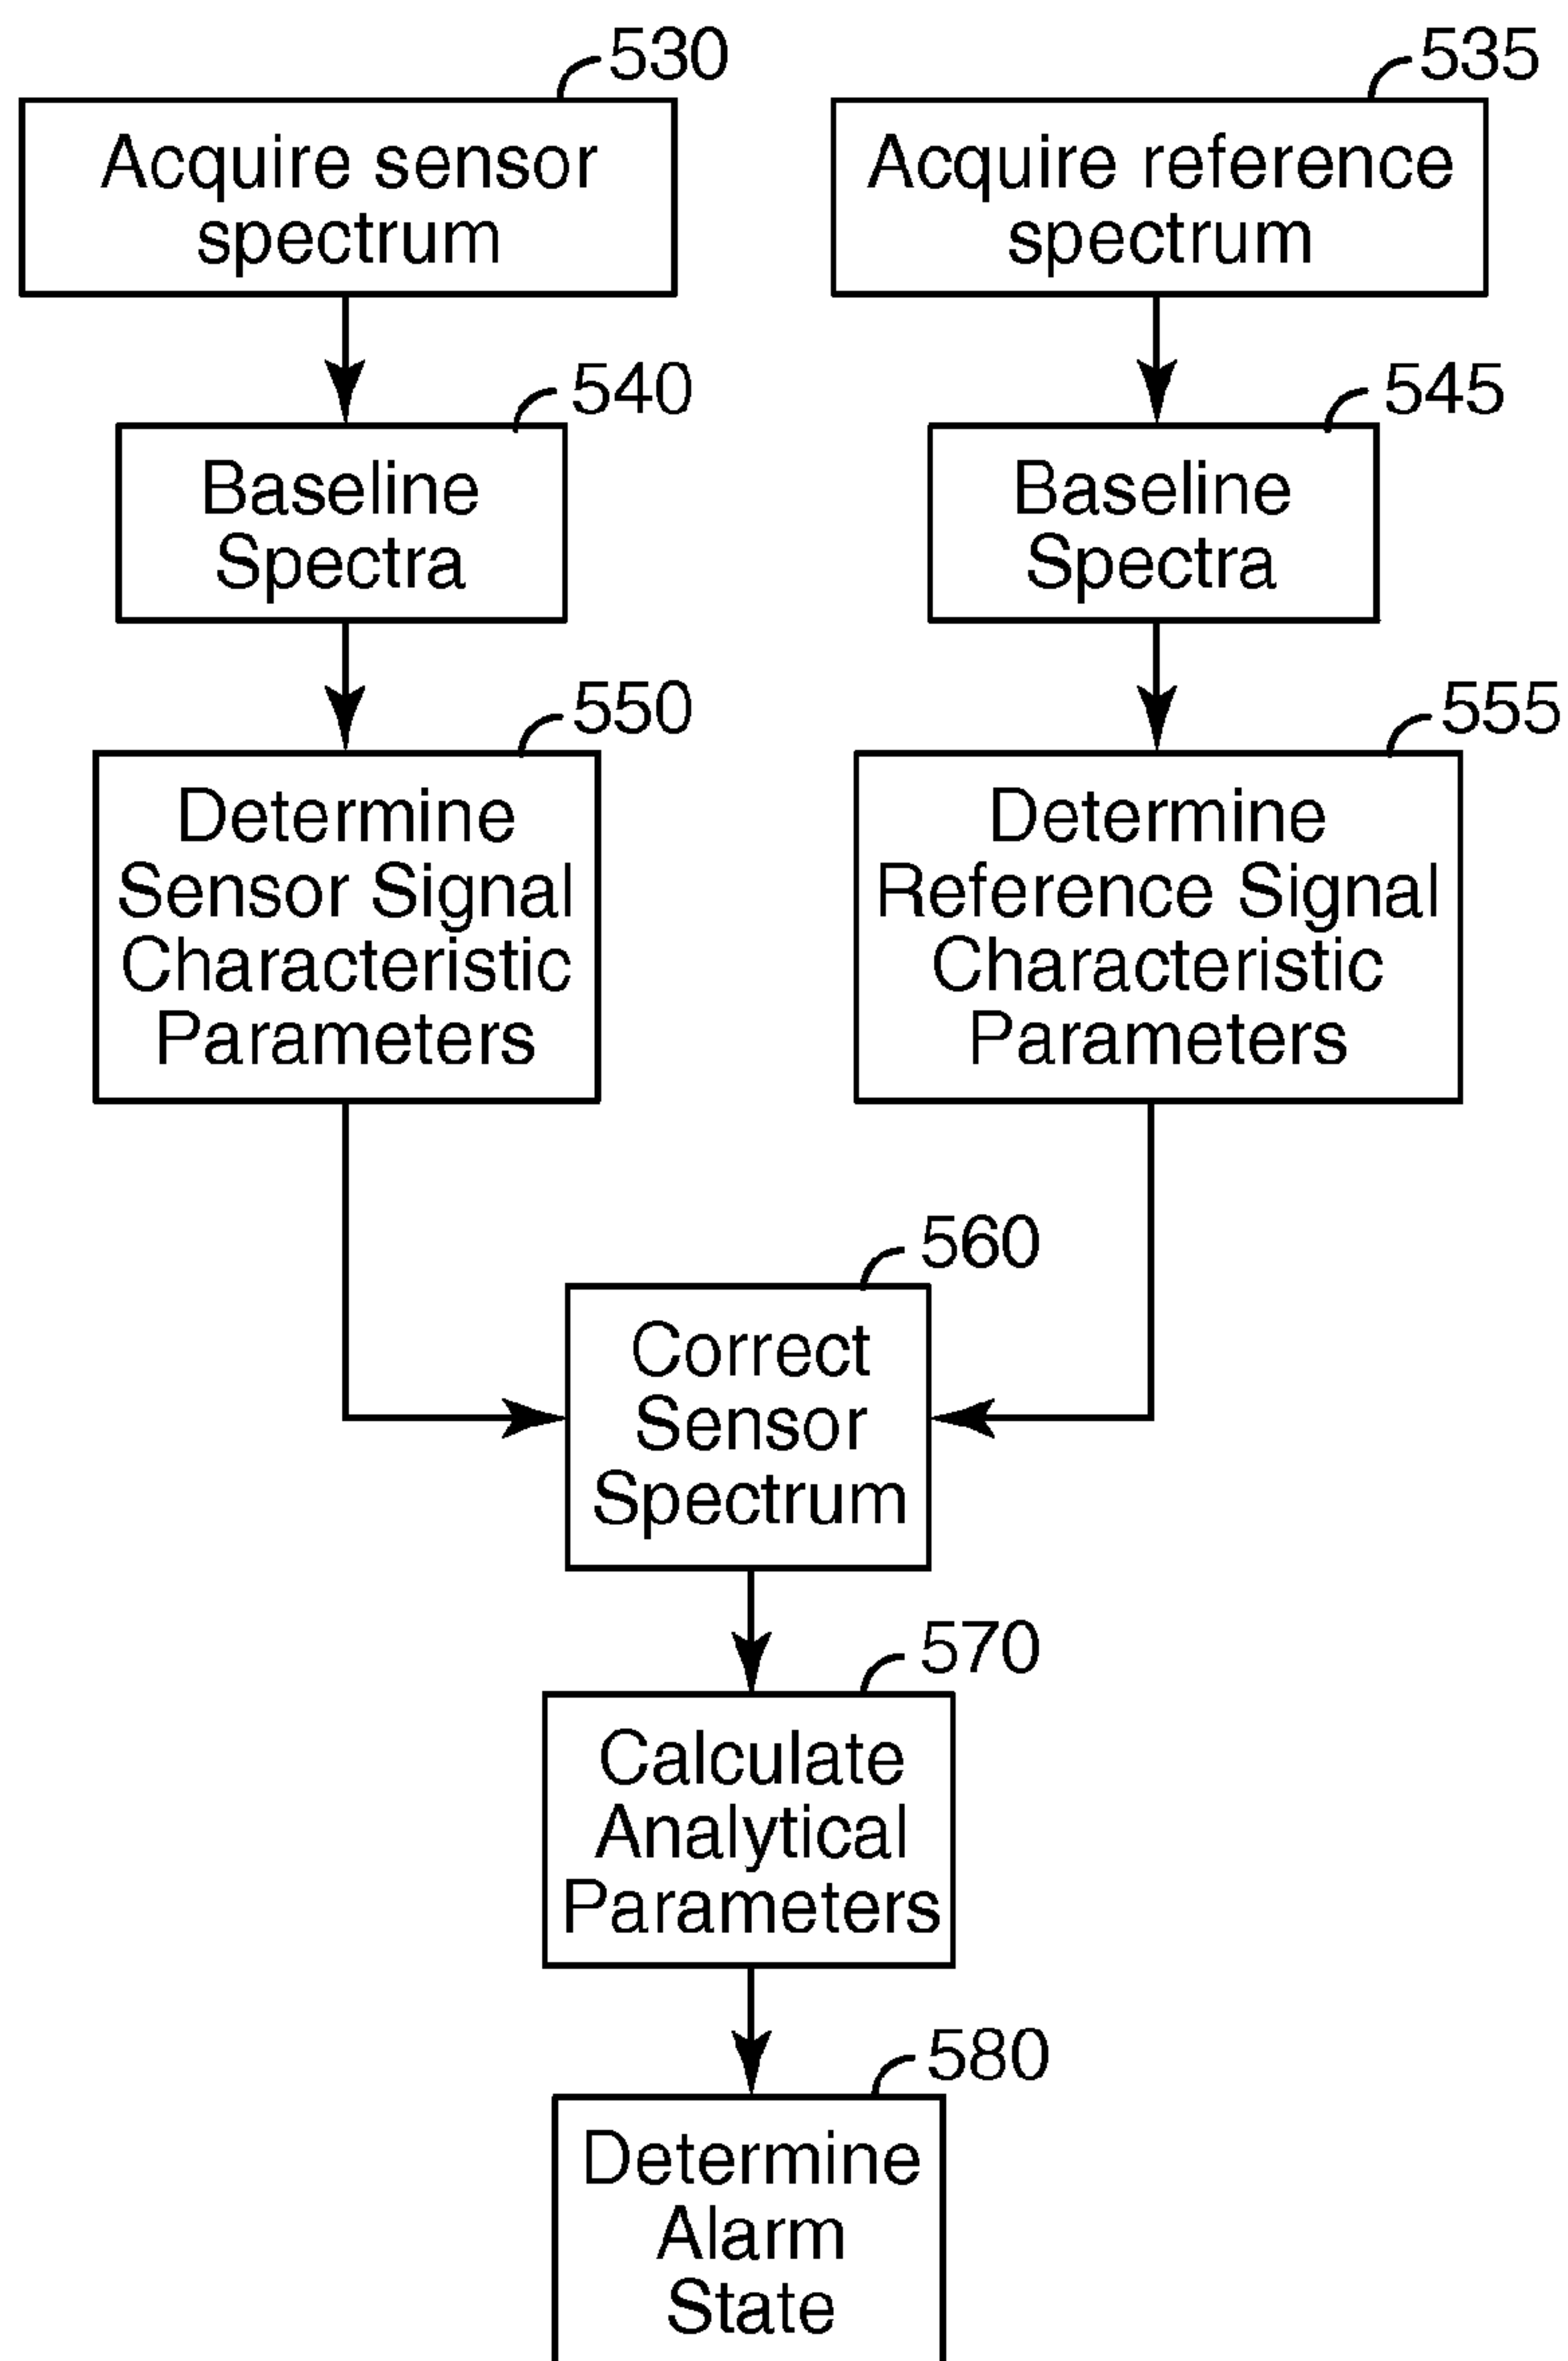 530
Acquire sensor
spectrum
535
Acquire reference
spectrum
540
Baseline
Spectra
545
Baseline
Spectra
550
Determine
Sensor Signal
Characteristic
Parameters
555
Determine
Reference Signal
Characteristic
Parameters
560
Correct
Sensor
Spectrum
570
Calculate
Analytical
Parameters
580
Determine
Alarm
State